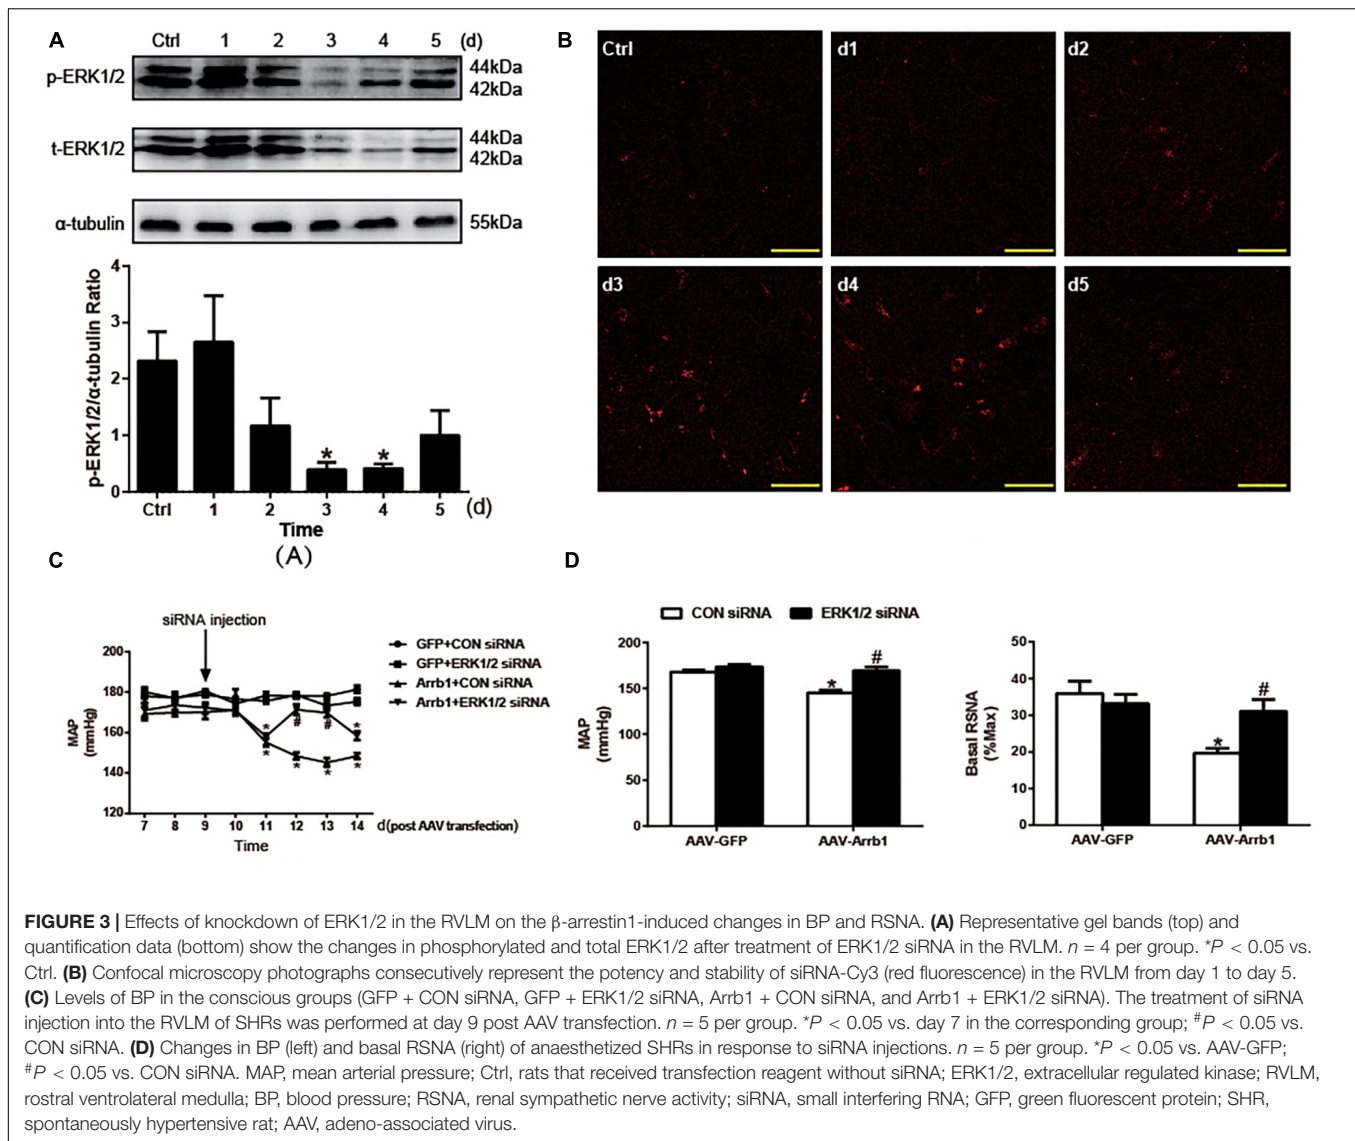 A
Ctrl 1 2 3 4 5 (d)
p-ERK1/2
44kDa
42kDa
t-ERK1/2
44kDa
42kDa
α-tubulin
55kDa
p-ERK1/2/α-tubulin Ratio
4
3
2
1
0
Ctrl 1 2 3 4 5 (d)
* *
Time
(A)
B
Ctrl
d1
d2
d3
d4
d5
C
siRNA injection
GFP+CON siRNA
GFP+ERK1/2 siRNA
Arrb1+CON siRNA
Arrb1+ERK1/2 siRNA
MAP
(mmHg)
200
180
160
140
120
* # # *
* * * *
7 8 9 10 11 12 13 14 d(post AAV transfection)
Time
D
CON siRNA ERK1/2 siRNA
MAP
(mmHg)
200
150
100
50
0
* #
AAV-GFP AAV-Arrb1
Basal RSNA
(%Max)
50
40
30
20
10
0
* #
AAV-GFP AAV-Arrb1
FIGURE 3 | Effects of knockdown of ERK1/2 in the RVLM on the β-arrestin1-induced changes in BP and RSNA. (A) Representative gel bands (top) and
quantification data (bottom) show the changes in phosphorylated and total ERK1/2 after treatment of ERK1/2 siRNA in the RVLM. n = 4 per group. *P < 0.05 vs.
Ctrl. (B) Confocal microscopy photographs consecutively represent the potency and stability of siRNA-Cy3 (red fluorescence) in the RVLM from day 1 to day 5.
(C) Levels of BP in the conscious groups (GFP + CON siRNA, GFP + ERK1/2 siRNA, Arrb1 + CON siRNA, and Arrb1 + ERK1/2 siRNA). The treatment of siRNA
injection into the RVLM of SHRs was performed at day 9 post AAV transfection. n = 5 per group. *P < 0.05 vs. day 7 in the corresponding group; #P < 0.05 vs.
CON siRNA. (D) Changes in BP (left) and basal RSNA (right) of anaesthetized SHRs in response to siRNA injections. n = 5 per group. *P < 0.05 vs. AAV-GFP;
#P < 0.05 vs. CON siRNA. MAP, mean arterial pressure; Ctrl, rats that received transfection reagent without siRNA; ERK1/2, extracellular regulated kinase; RVLM,
rostral ventrolateral medulla; BP, blood pressure; RSNA, renal sympathetic nerve activity; siRNA, small interfering RNA; GFP, green fluorescent protein; SHR,
spontaneously hypertensive rat; AAV, adeno-associated virus.